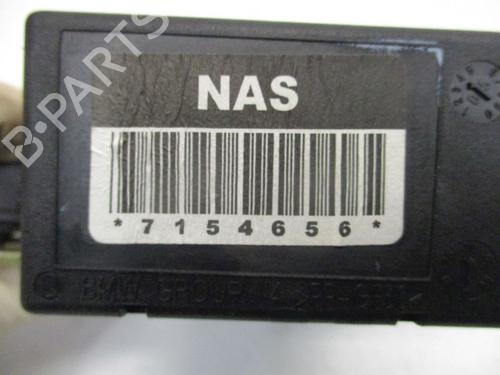 B-PARTS
NAS
*7154656*
BMW GROUP